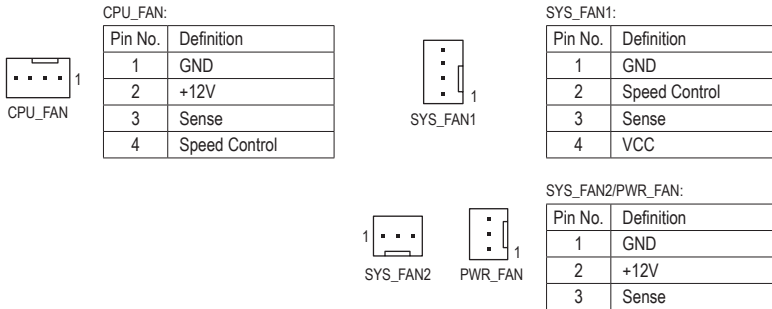 CPU_FAN:
Pin No. Definition
1 GND
2 +12V
3 Sense
4 Speed Control
1
CPU_FAN
SYS_FAN1:
Pin No. Definition
1 GND
2 Speed Control
3 Sense
4 VCC
1
SYS_FAN1
SYS_FAN2/PWR_FAN:
Pin No. Definition
1 GND
2 +12V
3 Sense
1
SYS_FAN2
1
PWR_FAN